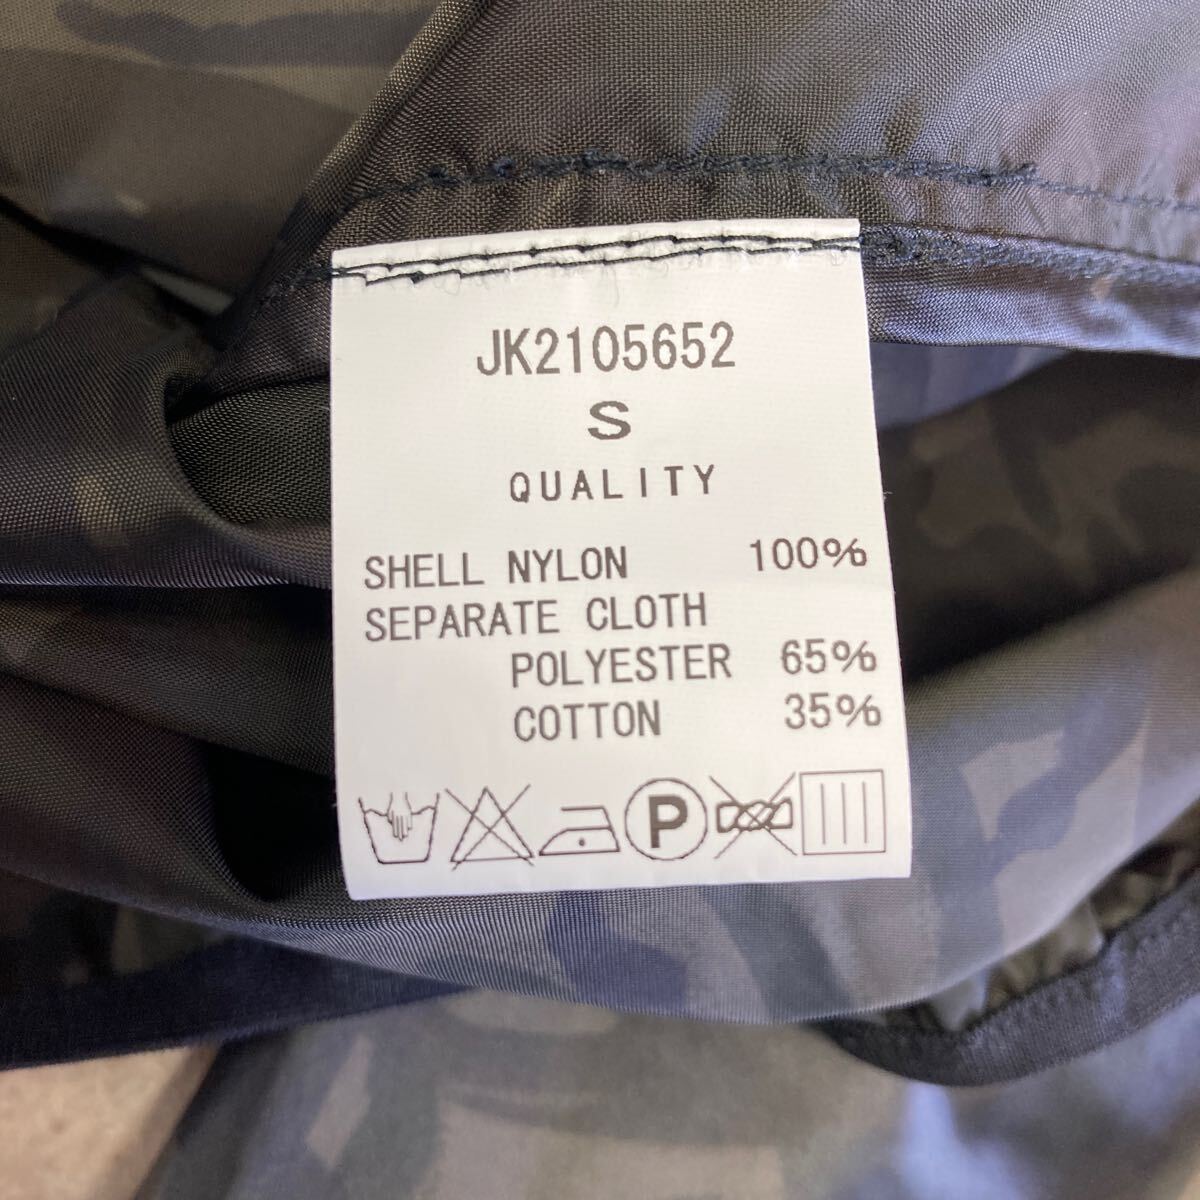 JK2105652
S
QUALITY
SHELL NYLON 100%
SEPARATE CLOTH
POLYESTER 65%
COTTON 35%
P